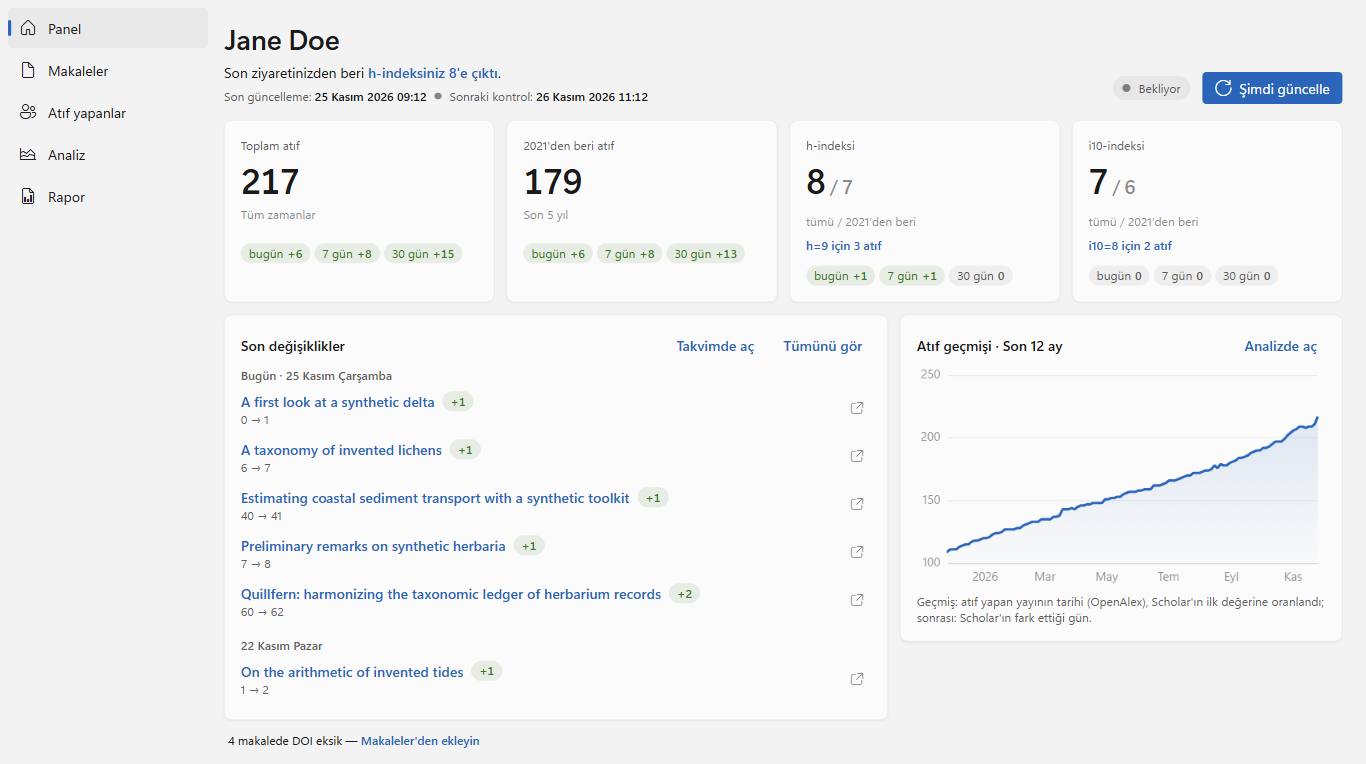 Panel
Makaleler
Atıf yapanlar
Analiz
Rapor
Jane Doe
Son ziyaretinizden beri h-indeksiniz 8'e çıktı.
Son güncelleme: 25 Kasım 2026 09:12 ● Sonraki kontrol: 26 Kasım 2026 11:12
Bekliyor
Şimdi güncelle
Toplam atıf
217
Tüm zamanlar
bugün +6 7 gün +8 30 gün +15
2021'den beri atıf
179
Son 5 yıl
bugün +6 7 gün +8 30 gün +13
h-indeksi
8 / 7
tümü / 2021'den beri
h=9 için 3 atıf
bugün +1 7 gün +1 30 gün 0
i10-indeksi
7 / 6
tümü / 2021'den beri
i10=8 için 2 atıf
bugün 0 7 gün 0 30 gün 0
Son değişiklikler Takvimde aç Tümünü gör
Bugün · 25 Kasım Çarşamba
A first look at a synthetic delta +1
0 → 1
A taxonomy of invented lichens +1
6 → 7
Estimating coastal sediment transport with a synthetic toolkit +1
40 → 41
Preliminary remarks on synthetic herbaria +1
7 → 8
Quillfern: harmonizing the taxonomic ledger of herbarium records +2
60 → 62
22 Kasım Pazar
On the arithmetic of invented tides +1
1 → 2
Atıf geçmişi · Son 12 ay Analizde aç
250
200
150
100
2026 Mar May Tem Eyl Kas
Geçmiş: atıf yapan yayının tarihi (OpenAlex), Scholar'ın ilk değerine oranlandı;
sonrası: Scholar'ın fark ettiği gün.
4 makalede DOI eksik — Makaleler'den ekleyin